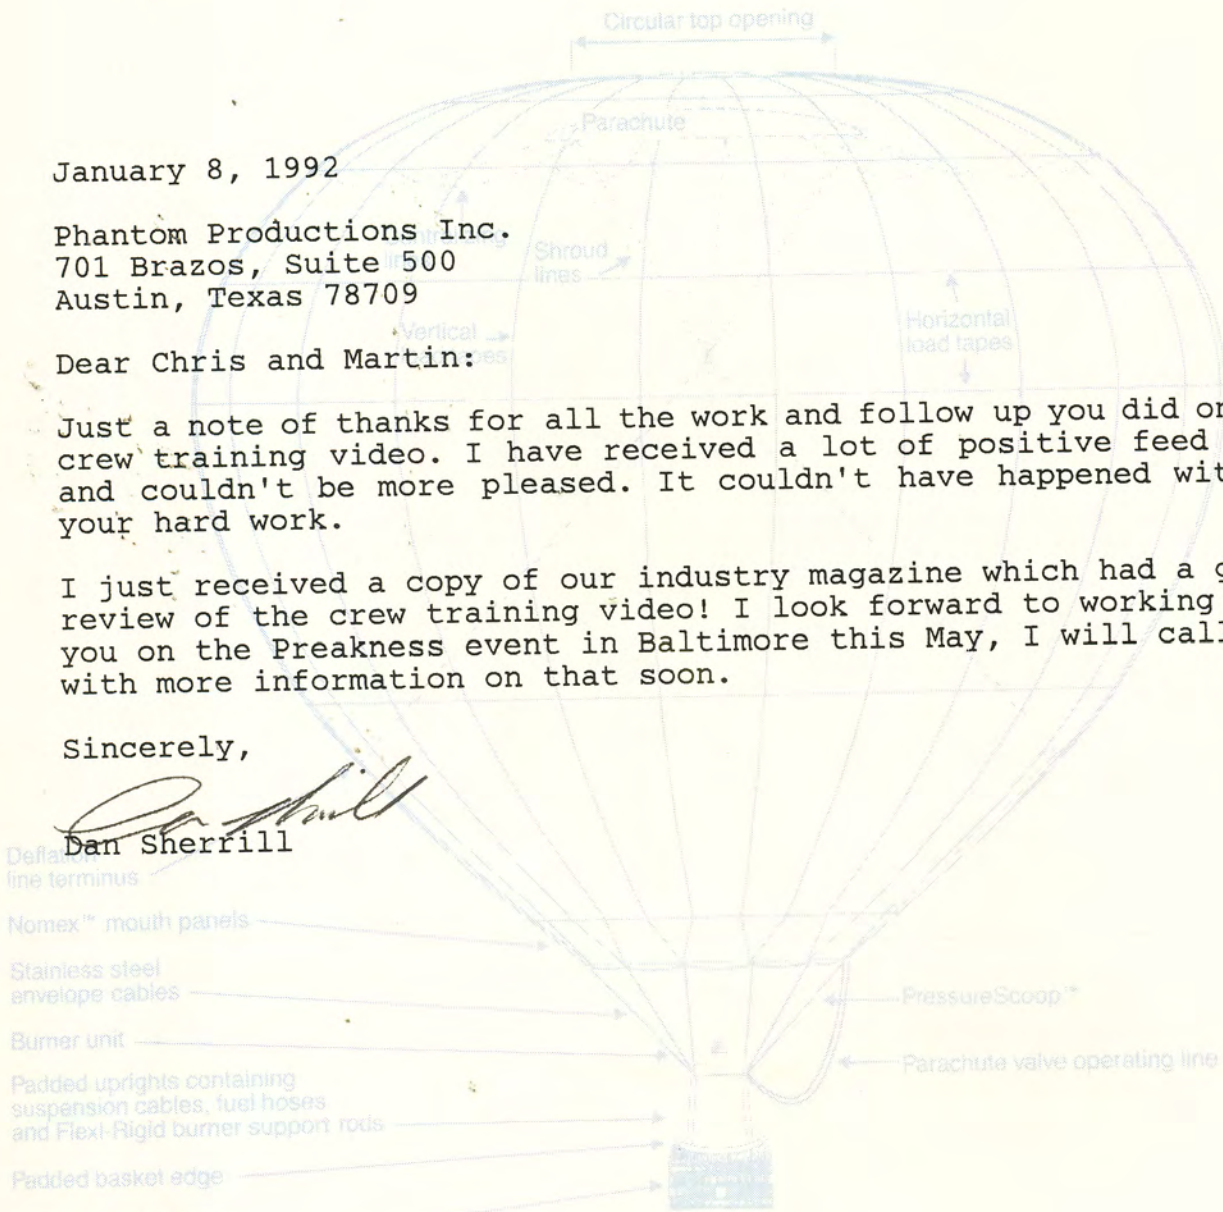 Circular top opening
Parachute
January 8, 1992
Phantom Productions Inc.
701 Brazos, Suite 500
Austin, Texas 78709
Shroud
lines
Vertical
Horizontal
load tapes
Dear Chris and Martin:
Just a note of thanks for all the work and follow up you did on
crew training video. I have received a lot of positive feed
and couldn't be more pleased. It couldn't have happened wit
your hard work.
I just received a copy of our industry magazine which had a g
review of the crew training video! I look forward to working
you on the Preakness event in Baltimore this May, I will call
with more information on that soon.
Sincerely,
Dan Sherrill
Dan Sherrill
Deflation
line terminus
Nomex™ mouth panels
Stainless steel
envelope cables
PressureScoop™
Burner unit
Parachute valve operating line
Padded uprights containing
suspension cables, fuel hoses
and Flexi-Rigid burner support rods
Padded basket edge